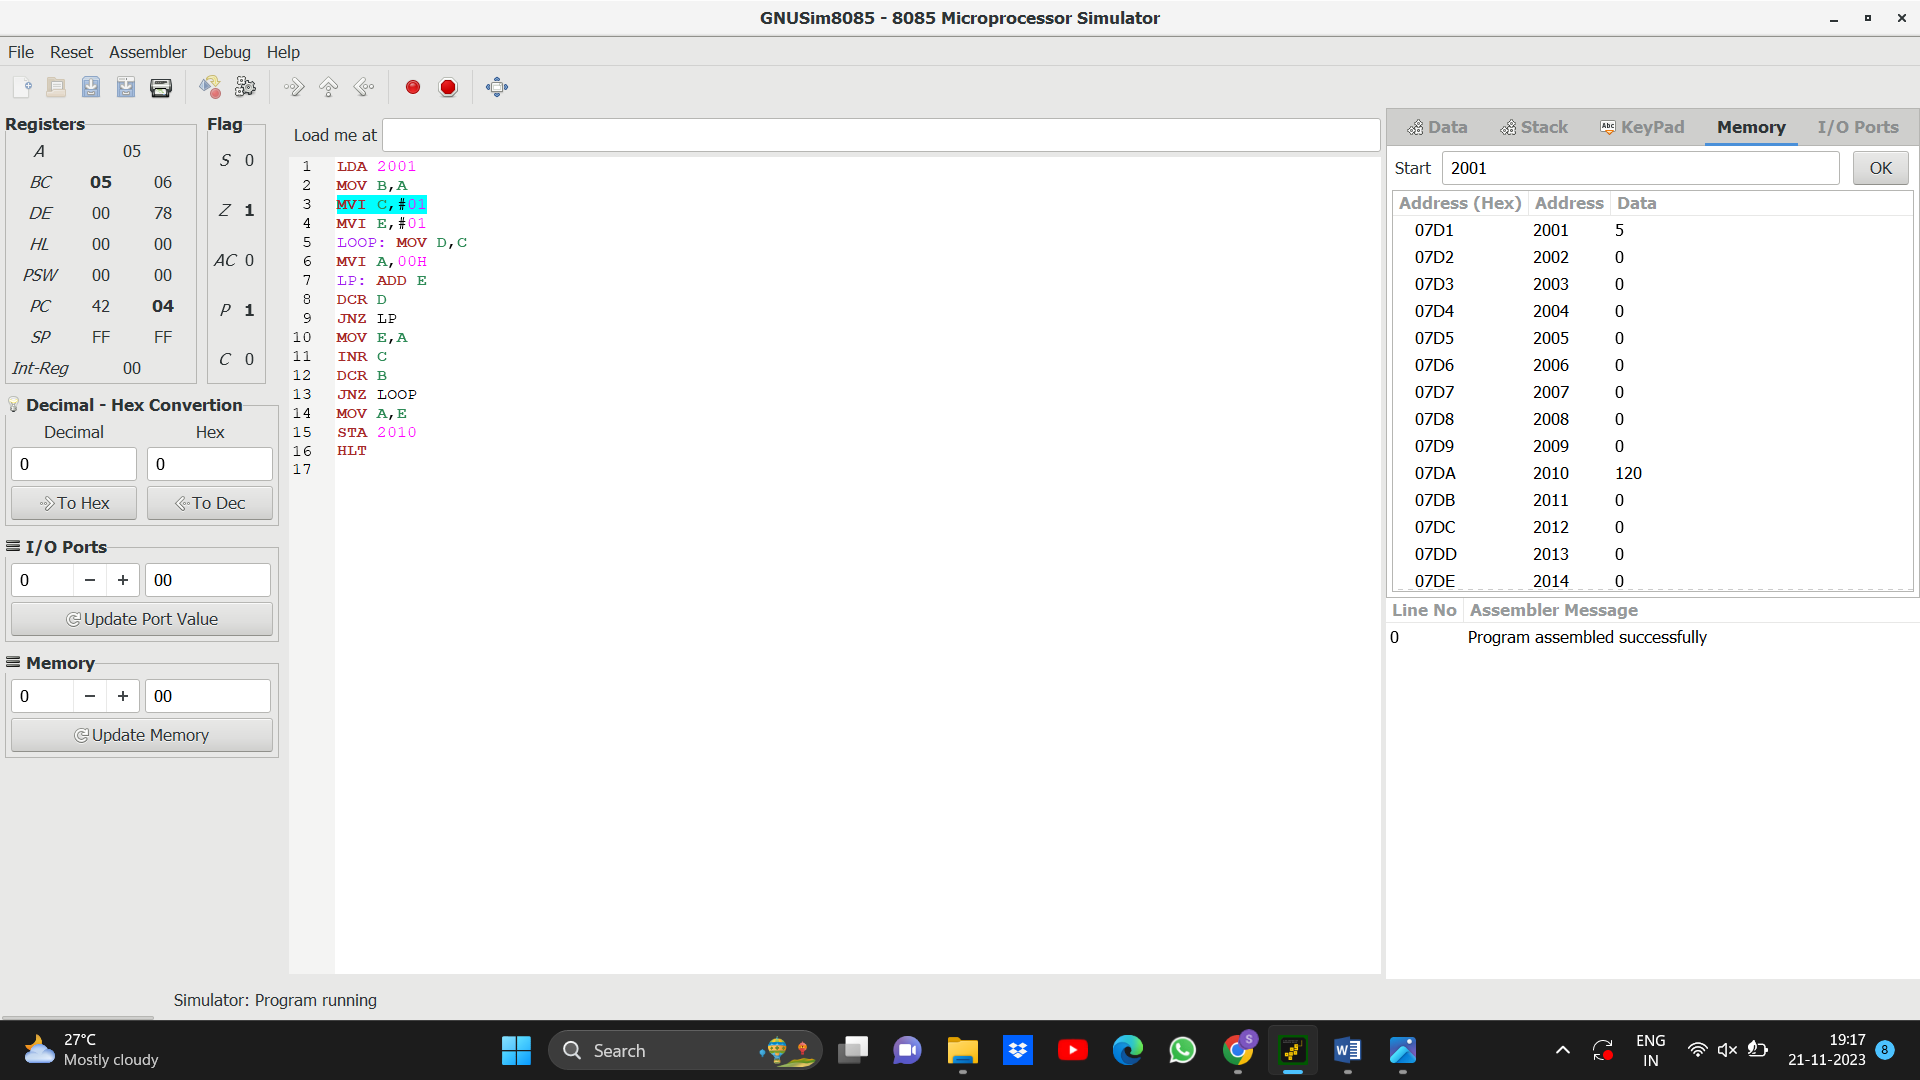 GNUSim8085 - 8085 Microprocessor Simulator
File Reset Assembler Debug Help
Registers
A 05
BC 05 06
DE 00 78
HL 00 00
PSW 00 00
PC 42 04
SP FF FF
Int-Reg 00
Flag
S 0
Z 1
AC 0
P 1
C 0
Decimal - Hex Convertion
Decimal Hex
0 0
To Hex To Dec
I/O Ports
0 − + 00
Update Port Value
Memory
0 − + 00
Update Memory
Load me at
1 LDA 2001
2 MOV B,A
3 MVI C,#01
4 MVI E,#01
5 LOOP: MOV D,C
6 MVI A,00H
7 LP: ADD E
8 DCR D
9 JNZ LP
10 MOV E,A
11 INR C
12 DCR B
13 JNZ LOOP
14 MOV A,E
15 STA 2010
16 HLT
17
Data Stack Abc KeyPad Memory I/O Ports
Start 2001 OK
Address (Hex) Address Data
07D1 2001 5
07D2 2002 0
07D3 2003 0
07D4 2004 0
07D5 2005 0
07D6 2006 0
07D7 2007 0
07D8 2008 0
07D9 2009 0
07DA 2010 120
07DB 2011 0
07DC 2012 0
07DD 2013 0
07DE 2014 0
Line No Assembler Message
0 Program assembled successfully
Simulator: Program running
27°C
Mostly cloudy
Search
S
W
ENG
IN
19:17
21-11-2023
8